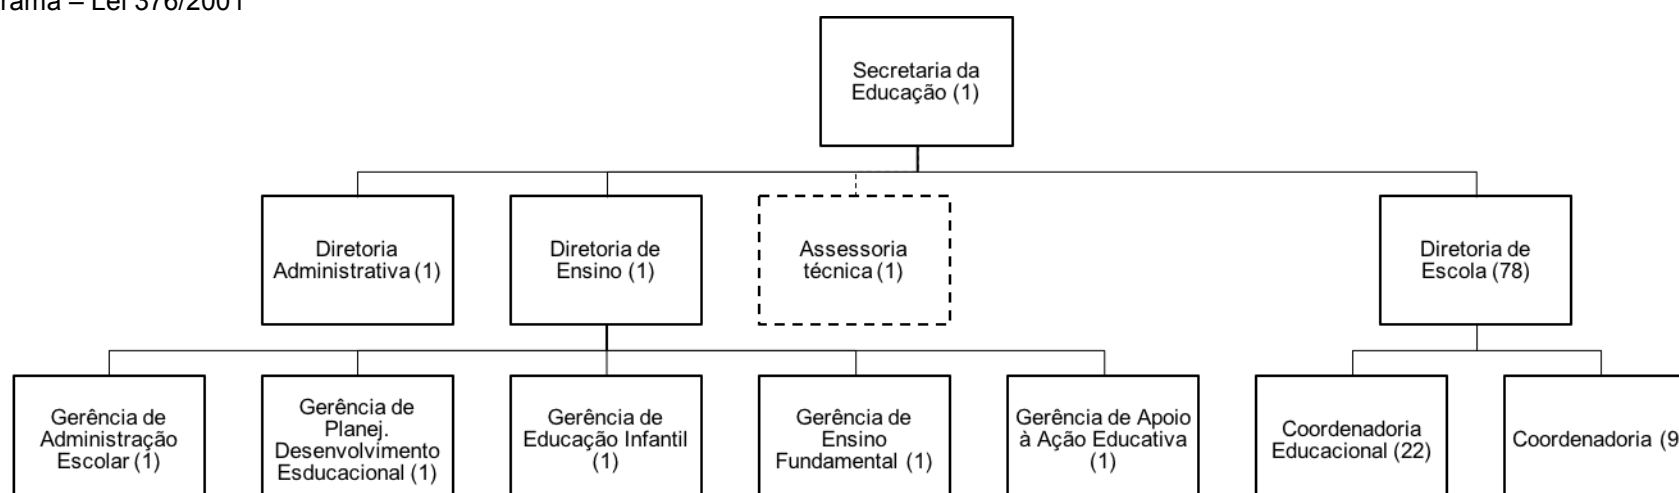 rama – Lei 376/2001
Secretaria da
Educação (1)
Diretoria
Administrativa (1)
Diretoria de
Ensino (1)
Assessoria
técnica (1)
Diretoria de
Escola (78)
Gerência de
Administração
Escolar (1)
Gerência de
Planej.
Desenvolvimento
Esducacional (1)
Gerência de
Educação Infantil
(1)
Gerência de
Ensino
Fundamental (1)
Gerência de Apoio
à Ação Educativa
(1)
Coordenadoria
Educacional (22)
Coordenadoria (9